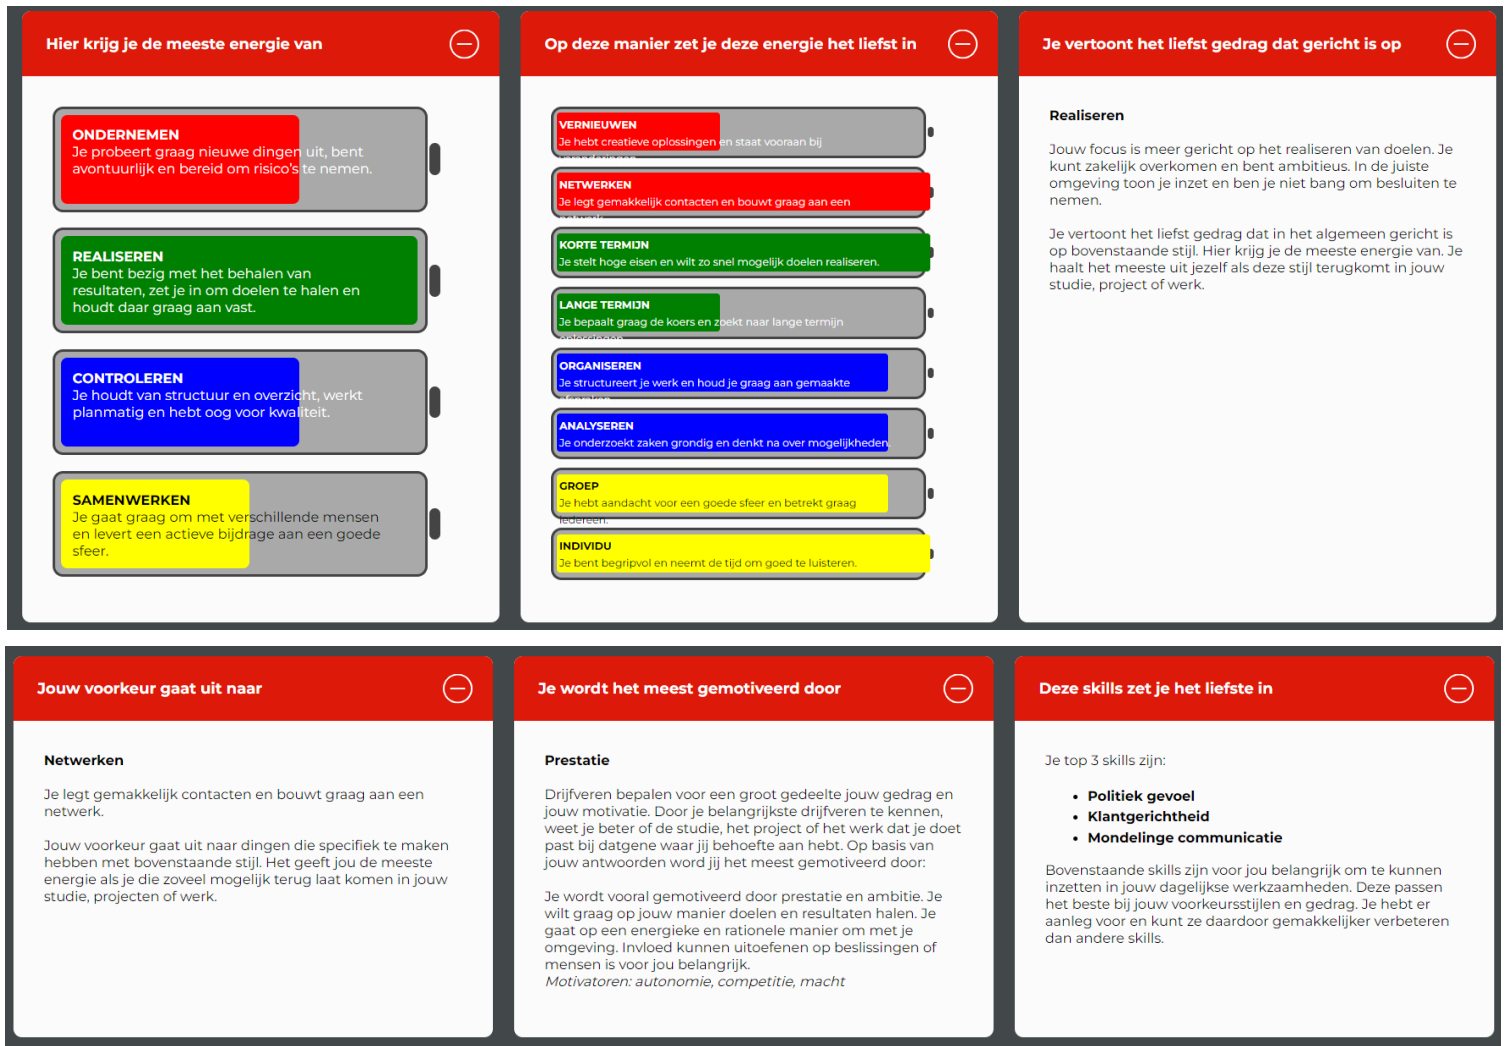 Hier krijg je de meeste energie van
ONDERNEMEN
Je probeert graag nieuwe dingen uit, bent
avontuurlijk en bereid om risico's te nemen.
REALISEREN
Je bent bezig met het behalen van
resultaten, zet je in om doelen te halen en
houdt daar graag aan vast.
CONTROLEREN
Je houdt van structuur en overzicht, werkt
planmatig en hebt oog voor kwaliteit.
SAMENWERKEN
Je gaat graag om met verschillende mensen
en levert een actieve bijdrage aan een goede
sfeer.
Op deze manier zet je deze energie het liefst in
VERNIEUWEN
Je hebt creatieve oplossingen en staat vooraan bij
NETWERKEN
Je legt gemakkelijk contacten en bouwt graag aan een
KORTE TERMIJN
Je stelt hoge eisen en wilt zo snel mogelijk doelen realiseren.
LANGE TERMIJN
Je bepaalt graag de koers en zoekt naar lange termijn
oplossingen.
ORGANISEREN
Je structureert je werk en houd je graag aan gemaakte
afspraken.
ANALYSEREN
Je onderzoekt zaken grondig en denkt na over mogelijkheden.
GROEP
Je hebt aandacht voor een goede sfeer en betrekt graag
iedereen.
INDIVIDU
Je bent begripvol en neemt de tijd om goed te luisteren.
Je vertoont het liefst gedrag dat gericht is op
Realiseren
Jouw focus is meer gericht op het realiseren van doelen. Je
kunt zakelijk overkomen en bent ambitieus. In de juiste
omgeving toon je inzet en ben je niet bang om besluiten te
nemen.
Je vertoont het liefst gedrag dat in het algemeen gericht is
op bovenstaande stijl. Hier krijg je de meeste energie van. Je
haalt het meeste uit jezelf als deze stijl terugkomt in jouw
studie, project of werk.
Jouw voorkeur gaat uit naar
Netwerken
Je legt gemakkelijk contacten en bouwt graag aan een
netwerk.
Jouw voorkeur gaat uit naar dingen die specifiek te maken
hebben met bovenstaande stijl. Het geeft jou de meeste
energie als je die zoveel mogelijk terug laat komen in jouw
studie, projecten of werk.
Je wordt het meest gemotiveerd door
Prestatie
Drijfveren bepalen voor een groot gedeelte jouw gedrag en
jouw motivatie. Door je belangrijkste drijfveren te kennen,
weet je beter of de studie, het project of het werk dat je doet
past bij datgene waar jij behoefte aan hebt. Op basis van
jouw antwoorden word jij het meest gemotiveerd door:
Je wordt vooral gemotiveerd door prestatie en ambitie. Je
wilt graag op jouw manier doelen en resultaten halen. Je
gaat op een energieke en rationele manier om met je
omgeving. Invloed kunnen uitoefenen op beslissingen of
mensen is voor jou belangrijk.
Motivatoren: autonomie, competitie, macht
Deze skills zet je het liefste in
Je top 3 skills zijn:
• Politiek gevoel
• Klantgerichtheid
• Mondelinge communicatie
Bovenstaande skills zijn voor jou belangrijk om te kunnen
inzetten in jouw dagelijkse werkzaamheden. Deze passen
het beste bij jouw voorkeursstijlen en gedrag. Je hebt er
aanleg voor en kunt ze daardoor gemakkelijker verbeteren
dan andere skills.